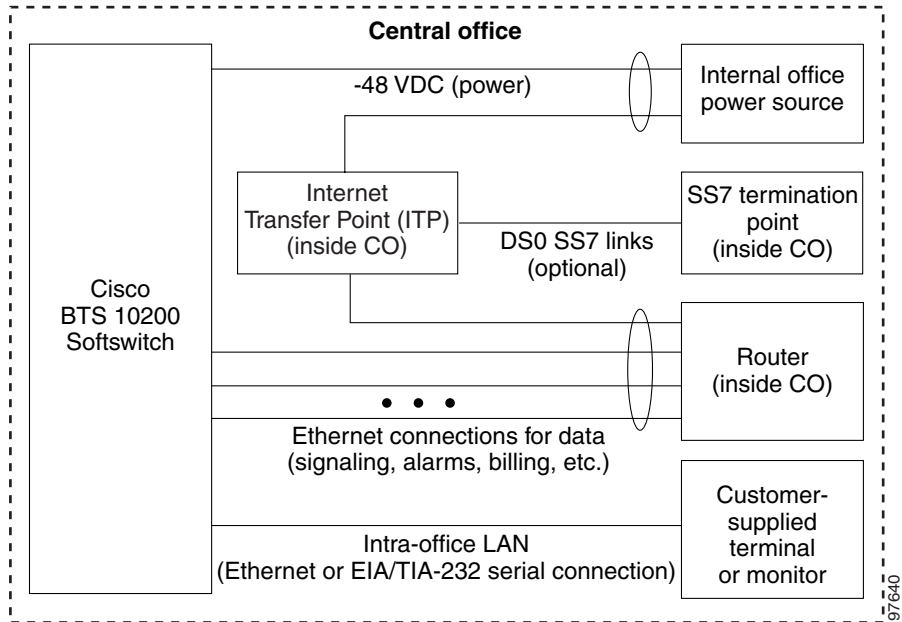 Central office
-48 VDC (power)
Internal office
power source
Internet
Transfer Point (ITP)
(inside CO)
DS0 SS7 links
(optional)
SS7 termination
point
(inside CO)
Cisco
BTS 10200
Softswitch
Router
(inside CO)
• • •
Ethernet connections for data
(signaling, alarms, billing, etc.)
Intra-office LAN
(Ethernet or EIA/TIA-232 serial connection)
Customer-
supplied
terminal
or monitor
97640